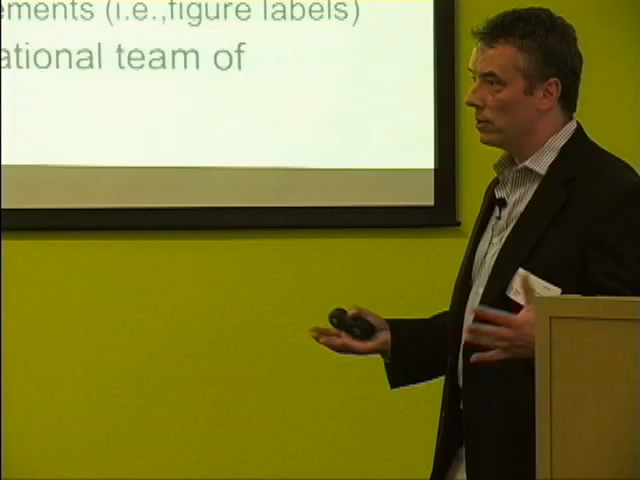 ements (i.e.,figure labels)
ational team of